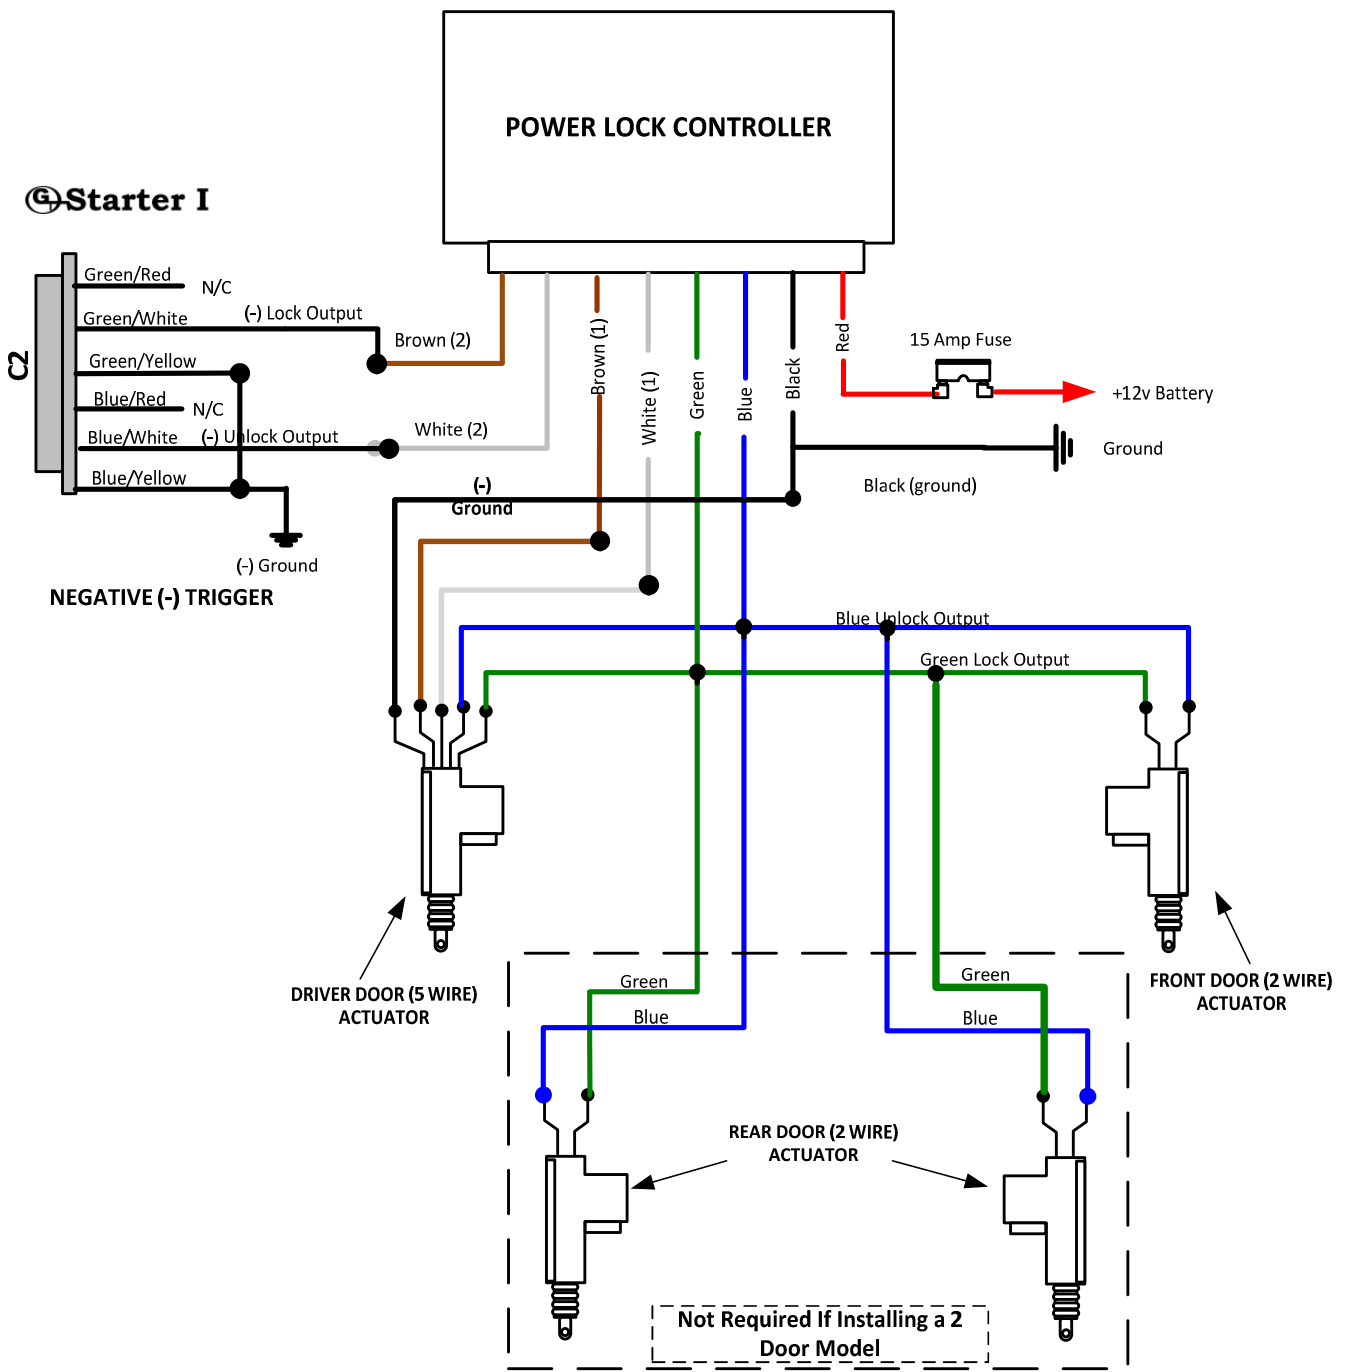 POWER LOCK CONTROLLER
GStarter I
C2
Green/Red
N/C
Green/White
(-) Lock Output
Green/Yellow
Blue/Red
N/C
Blue/White
(-) Unlock Output
Blue/Yellow
(-) Ground
NEGATIVE (-) TRIGGER
Brown (2)
White (2)
Brown (1)
White (1)
Green
Blue
Black
Red
15 Amp Fuse
+12v Battery
Ground
Black (ground)
(-)
Ground
Blue Unlock Output
Green Lock Output
DRIVER DOOR (5 WIRE)
ACTUATOR
FRONT DOOR (2 WIRE)
ACTUATOR
Green
Blue
Green
Blue
REAR DOOR (2 WIRE)
ACTUATOR
Not Required If Installing a 2
Door Model